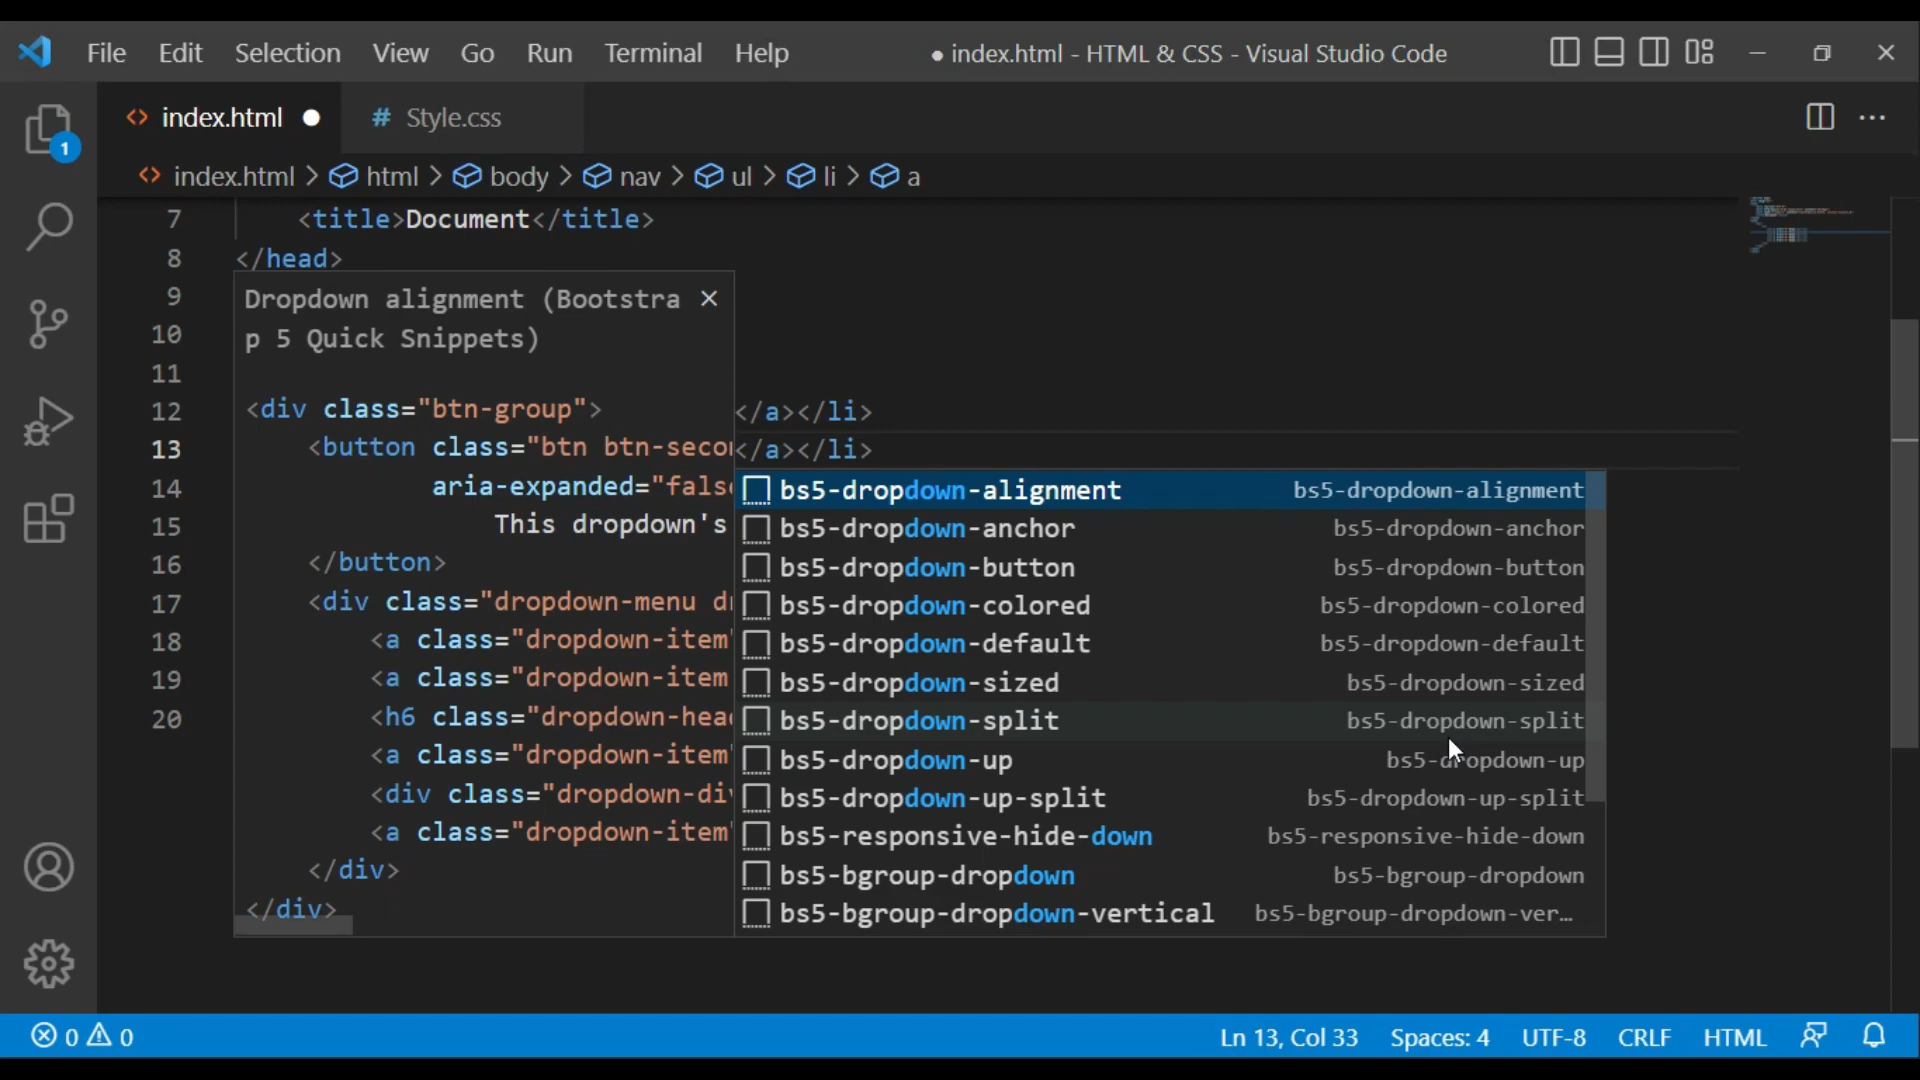 File Edit Selection View Go Run Terminal Help ● index.html - HTML & CSS - Visual Studio Code
<> index.html ● # Style.css ...
1
<> index.html > html > body > nav > ul > li > a
7 <title>Document</title>
8 </head>
9
10
11
12 </a></li>
13 </a></li>
14
15
16
17
18
19
20
Dropdown alignment (Bootstra
p 5 Quick Snippets)
<div class="btn-group">
<button class="btn btn-secon
aria-expanded="false
This dropdown's
</button>
<div class="dropdown-menu d
<a class="dropdown-item"
<a class="dropdown-item
<h6 class="dropdown-head
<a class="dropdown-item"
<div class="dropdown-div
<a class="dropdown-item"
</div>
</div>
bs5-dropdown-alignment bs5-dropdown-alignment
bs5-dropdown-anchor bs5-dropdown-anchor
bs5-dropdown-button bs5-dropdown-button
bs5-dropdown-colored bs5-dropdown-colored
bs5-dropdown-default bs5-dropdown-default
bs5-dropdown-sized bs5-dropdown-sized
bs5-dropdown-split bs5-dropdown-split
bs5-dropdown-up bs5-dropdown-up
bs5-dropdown-up-split bs5-dropdown-up-split
bs5-responsive-hide-down bs5-responsive-hide-down
bs5-bgroup-dropdown bs5-bgroup-dropdown
bs5-bgroup-dropdown-vertical bs5-bgroup-dropdown-ver…
0 0 Ln 13, Col 33 Spaces: 4 UTF-8 CRLF HTML